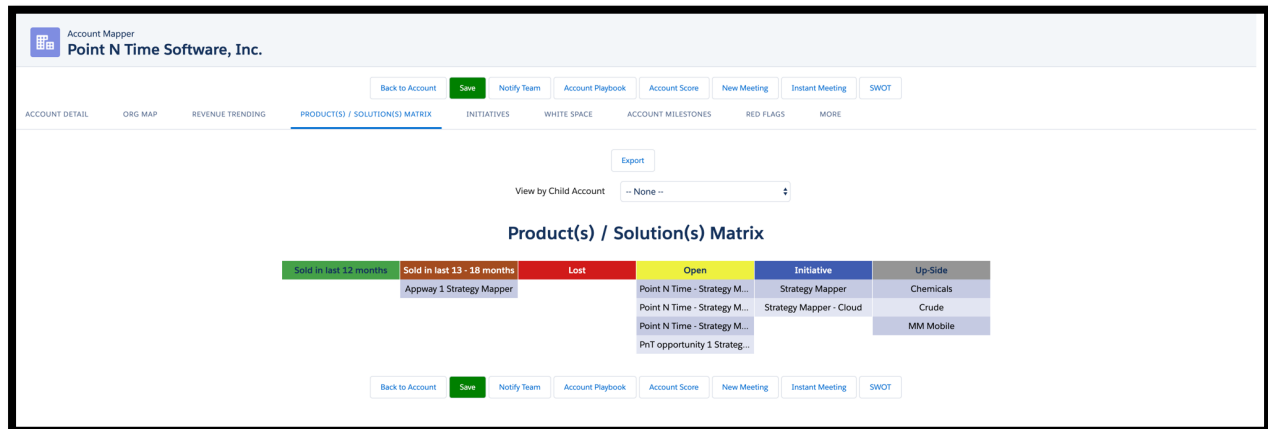 Account Mapper
Point N Time Software, Inc.
Back to Account Save Notify Team Account Playbook Account Score New Meeting Instant Meeting SWOT
ACCOUNT DETAIL ORG MAP REVENUE TRENDING PRODUCT(S) / SOLUTION(S) MATRIX INITIATIVES WHITE SPACE ACCOUNT MILESTONES RED FLAGS MORE
Export
View by Child Account -- None --
Product(s) / Solution(s) Matrix
Sold in last 12 months Sold in last 13 - 18 months Lost Open Initiative Up-Side
Appway 1 Strategy Mapper Point N Time - Strategy M... Strategy Mapper Chemicals
Point N Time - Strategy M... Strategy Mapper - Cloud Crude
Point N Time - Strategy M... MM Mobile
PnT opportunity 1 Strateg...
Back to Account Save Notify Team Account Playbook Account Score New Meeting Instant Meeting SWOT